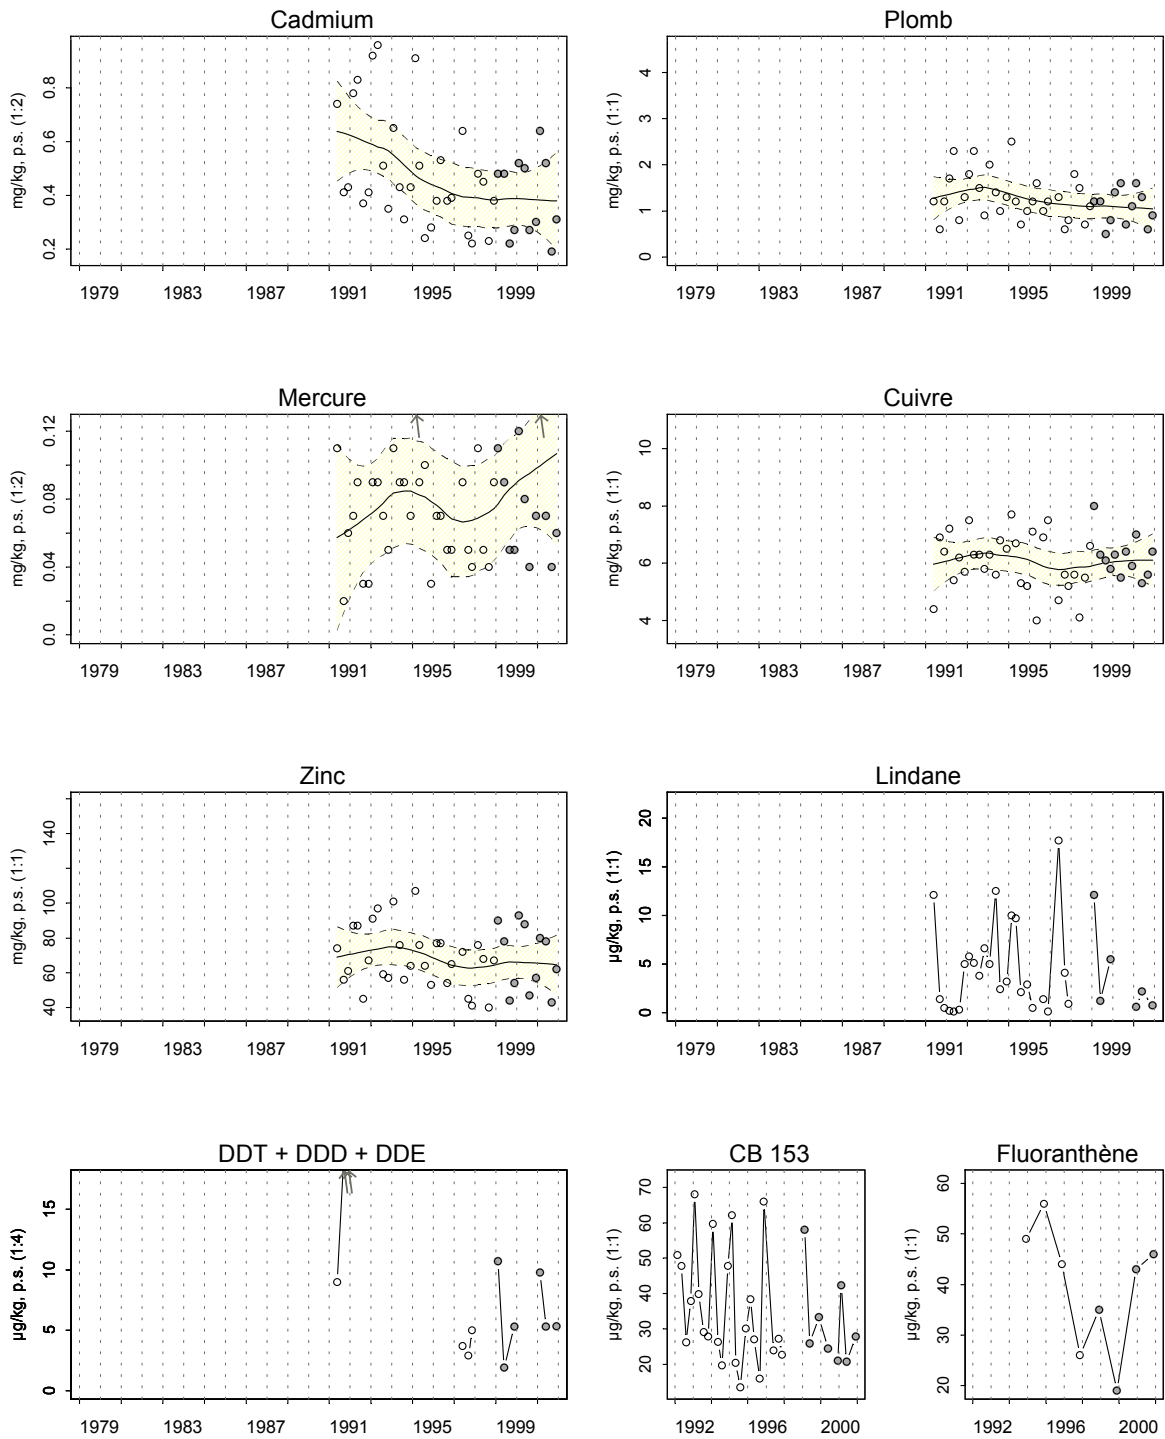 Cadmium
mg/kg, p.s. (1:2)
0.8
0.6
0.4
0.2
1979 1983 1987 1991 1995 1999
Plomb
mg/kg, p.s. (1:1)
4
3
2
1
0
1979 1983 1987 1991 1995 1999
Mercure
mg/kg, p.s. (1:2)
0.12
0.08
0.04
0.0
1979 1983 1987 1991 1995 1999
Cuivre
mg/kg, p.s. (1:1)
10
8
6
4
1979 1983 1987 1991 1995 1999
Zinc
mg/kg, p.s. (1:1)
140
100
80
60
40
1979 1983 1987 1991 1995 1999
Lindane
µg/kg, p.s. (1:1)
20
15
10
5
0
1979 1983 1987 1991 1995 1999
DDT + DDD + DDE
µg/kg, p.s. (1:4)
15
10
5
0
1979 1983 1987 1991 1995 1999
CB 153
µg/kg, p.s. (1:1)
70
60
50
40
30
20
1992 1996 2000
Fluoranthène
µg/kg, p.s. (1:1)
60
50
40
30
20
1992 1996 2000